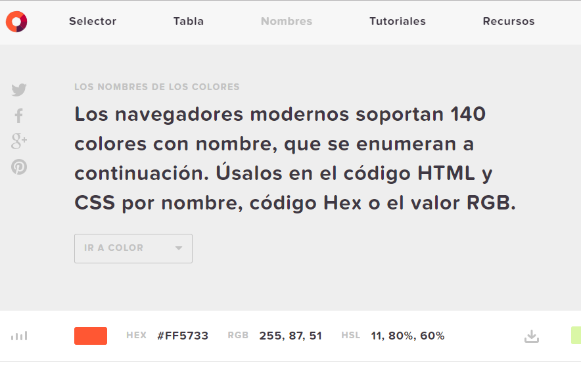 Selector Tabla Nombres Tutoriales Recursos
LOS NOMBRES DE LOS COLORES
Los navegadores modernos soportan 140
colores con nombre, que se enumeran a
continuación. Úsalos en el código HTML y
CSS por nombre, código Hex o el valor RGB.
IR A COLOR
HEX #FF5733 RGB 255, 87, 51 HSL 11, 80%, 60%